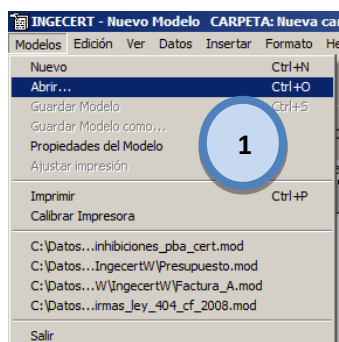 INGECERT - Nuevo Modelo CARPETA: Nueva car
Modelos Edición Ver Datos Insertar Formato He
Nuevo Ctrl+N
Abrir... Ctrl+O
Guardar Modelo Ctrl+S
Guardar Modelo como...
Propiedades del Modelo
Ajustar impresión
1
Imprimir Ctrl+P
Calibrar Impresora
C:\Datos...inhibiciones_pba_cert.mod
C:\Datos...IngecertW\Presupuesto.mod
C:\Datos...W\IngecertW\Factura_A.mod
C:\Datos...irmas_ley_404_cf_2008.mod
Salir